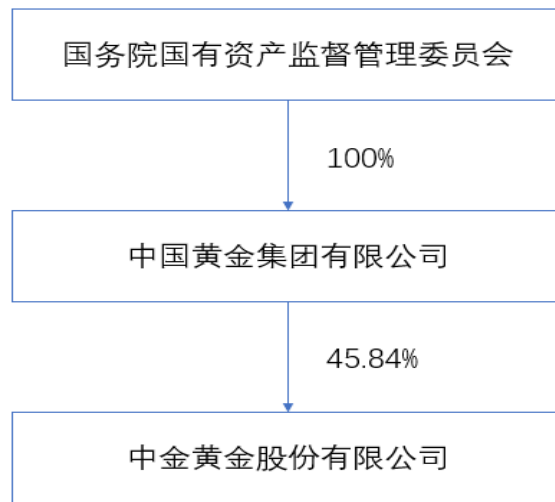 国务院国有资产监督管理委员会
100%
中国黄金集团有限公司
45.84%
中金黄金股份有限公司